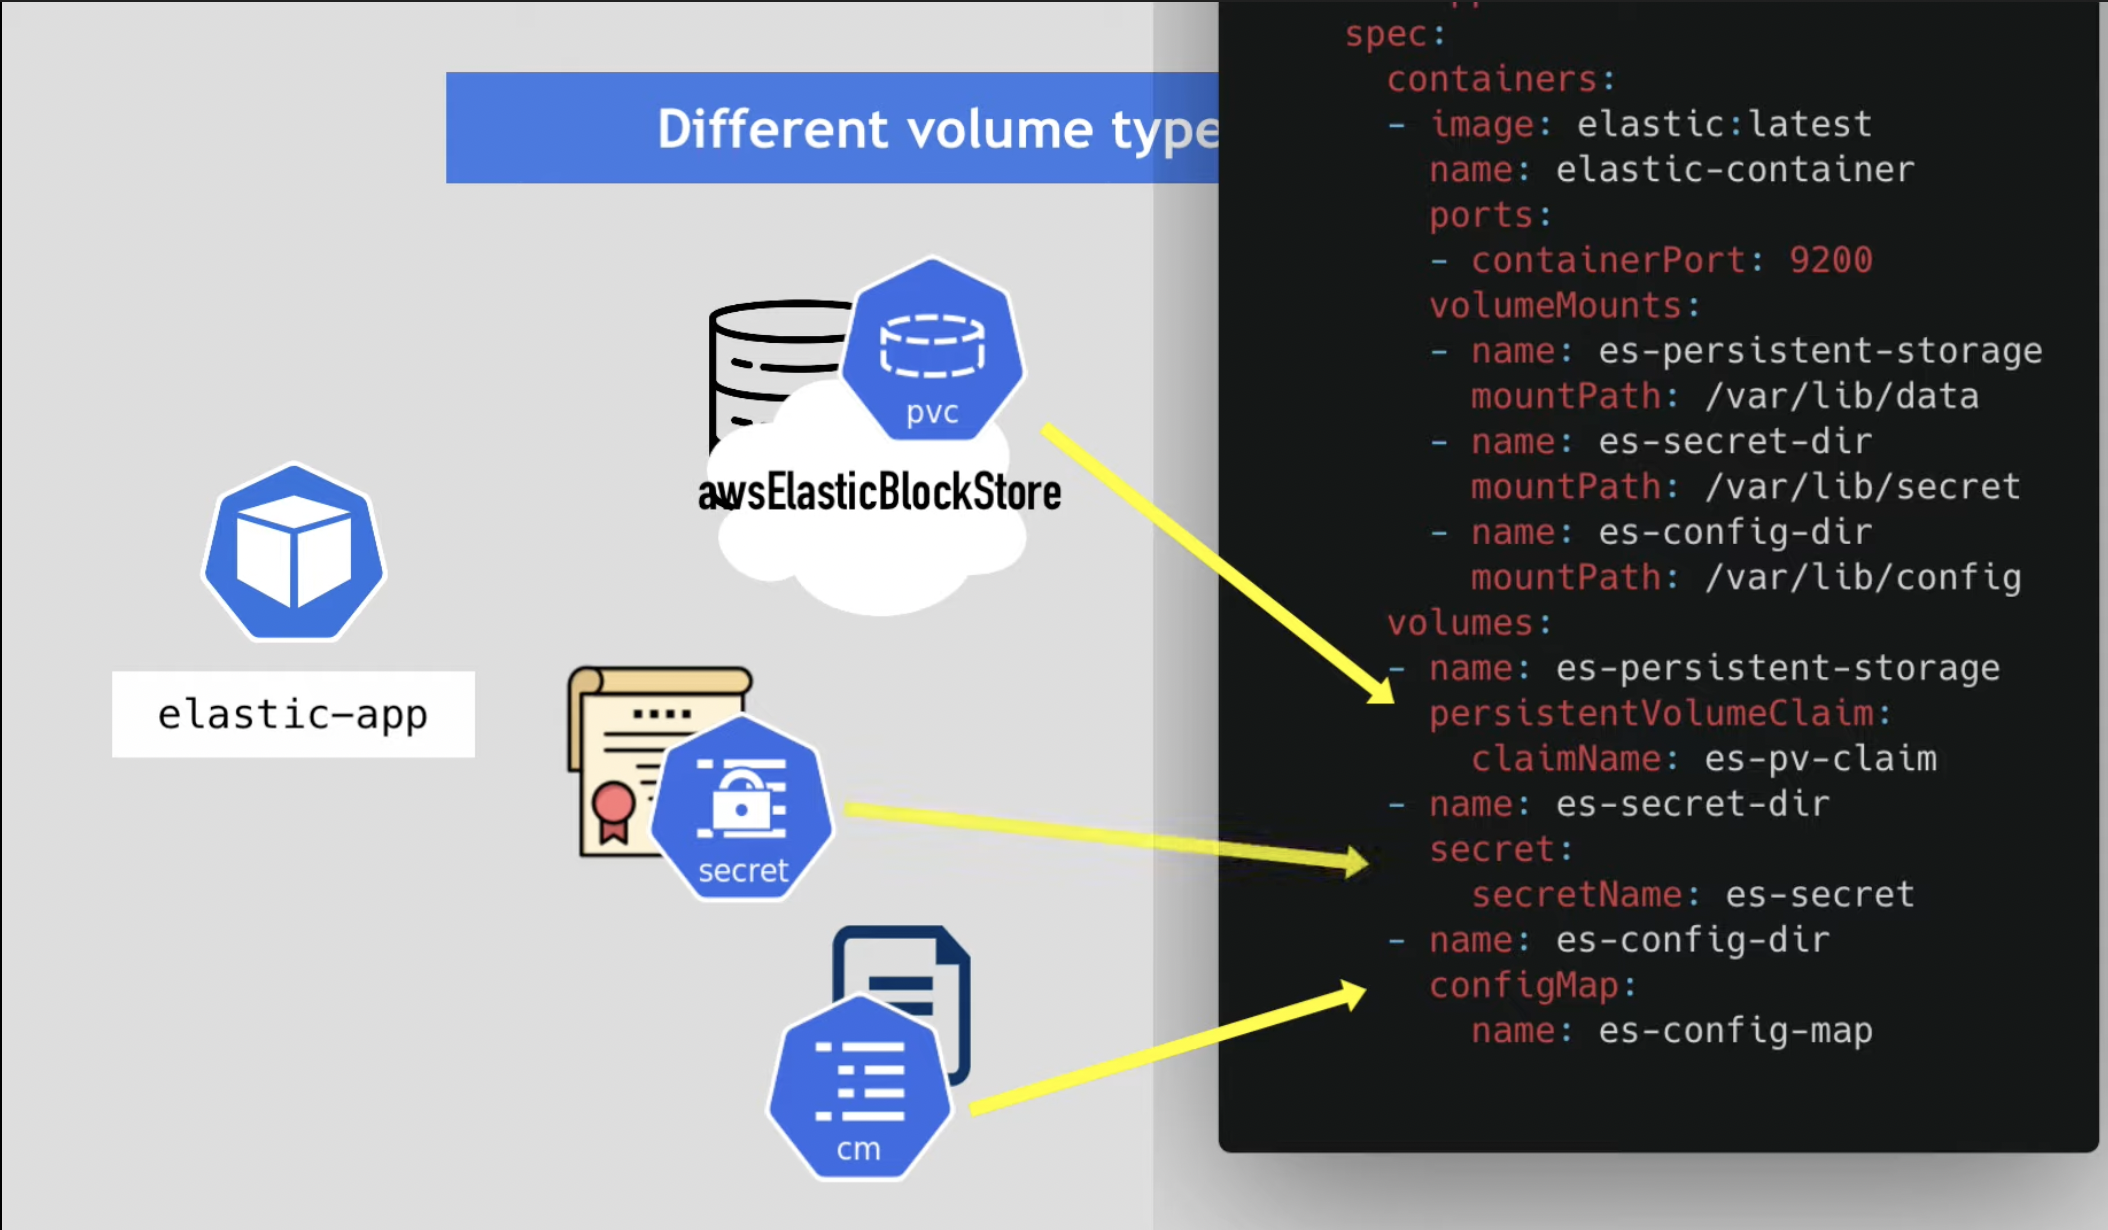 Different volume type
pvc
awsElasticBlockStore
elastic-app
secret
cm
spec:
containers:
- image: elastic:latest
name: elastic-container
ports:
- containerPort: 9200
volumeMounts:
- name: es-persistent-storage
mountPath: /var/lib/data
- name: es-secret-dir
mountPath: /var/lib/secret
- name: es-config-dir
mountPath: /var/lib/config
volumes:
- name: es-persistent-storage
persistentVolumeClaim:
claimName: es-pv-claim
- name: es-secret-dir
secret:
secretName: es-secret
- name: es-config-dir
configMap:
name: es-config-map